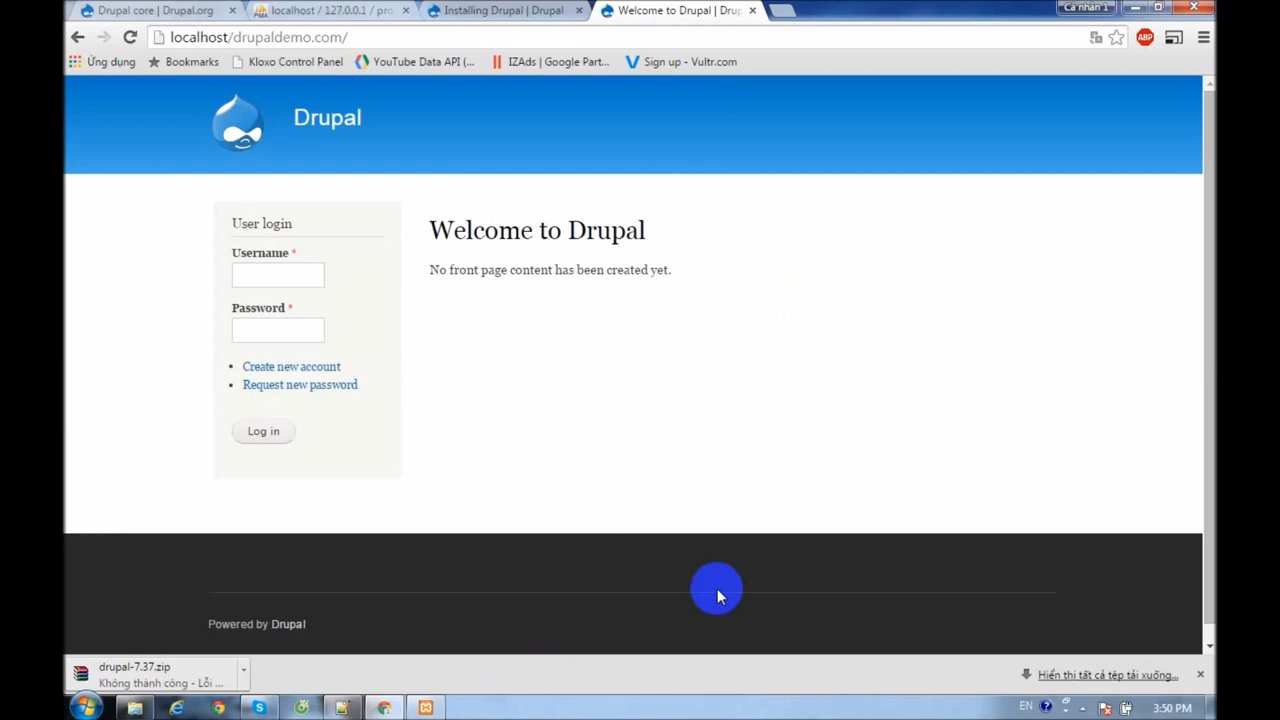 Drupal core | Drupal.org
localhost / 127.0.0.1 / pro
Installing Drupal | Drupal
Welcome to Drupal | Drup
Cá nhân 1
localhost/drupaldemo.com/
ABP
Ứng dụng
Bookmarks
Kloxo Control Panel
YouTube Data API (...
IZAds | Google Part...
Sign up - Vultr.com
Drupal
User login
Username *
Password *
Create new account
Request new password
Log in
Welcome to Drupal
No front page content has been created yet.
Powered by Drupal
drupal-7.37.zip
Không thành công - Lỗi ...
Hiển thị tất cả tệp tải xuống...
EN
3:50 PM